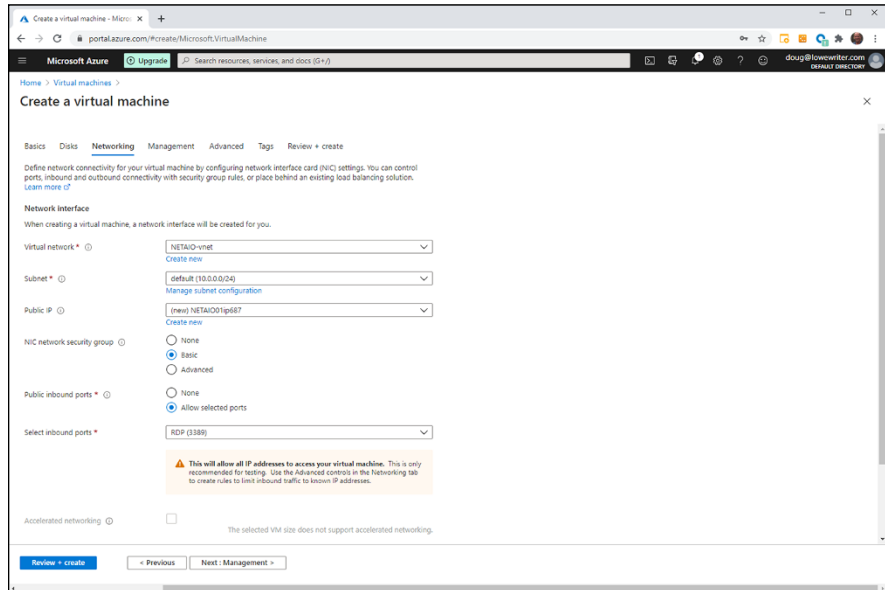 Create a virtual machine - Micros
portal.azure.com/#create/Microsoft.VirtualMachine
Microsoft Azure
Upgrade
Search resources, services, and docs (G+/)
1
doug@lowewriter.com
DEFAULT DIRECTORY
Home > Virtual machines >
Create a virtual machine
Basics Disks Networking Management Advanced Tags Review + create
Define network connectivity for your virtual machine by configuring network interface card (NIC) settings. You can control
ports, inbound and outbound connectivity with security group rules, or place behind an existing load balancing solution.
Learn more
Network interface
When creating a virtual machine, a network interface will be created for you.
Virtual network *
NETAIO-vnet
Create new
Subnet *
default (10.0.0.0/24)
Manage subnet configuration
Public IP
(new) NETAIO01ip687
Create new
NIC network security group
None
Basic
Advanced
Public inbound ports *
None
Allow selected ports
Select inbound ports *
RDP (3389)
This will allow all IP addresses to access your virtual machine. This is only
recommended for testing. Use the Advanced controls in the Networking tab
to create rules to limit inbound traffic to known IP addresses.
Accelerated networking
The selected VM size does not support accelerated networking.
Review + create
< Previous
Next : Management >